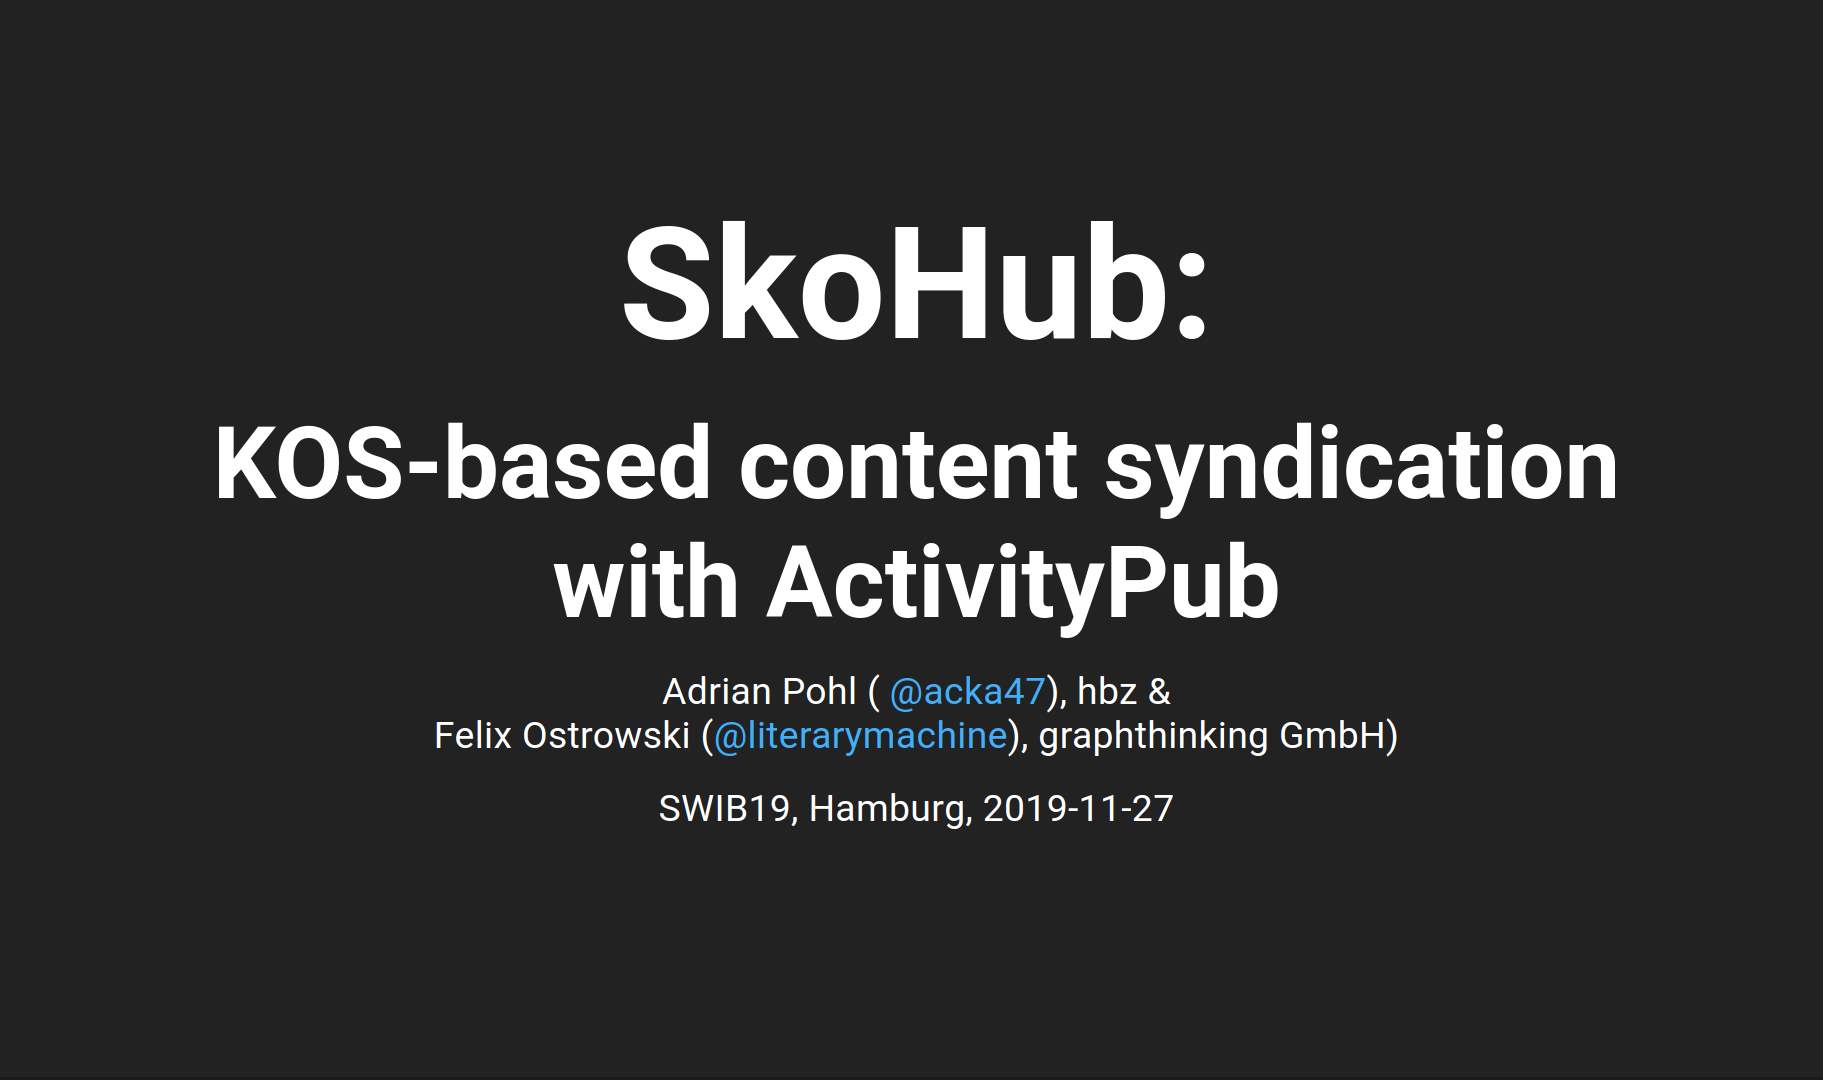 SkoHub:
KOS-based content syndication
with ActivityPub
Adrian Pohl ( @acka47), hbz &
Felix Ostrowski (@literarymachine), graphthinking GmbH)
SWIB19, Hamburg, 2019-11-27